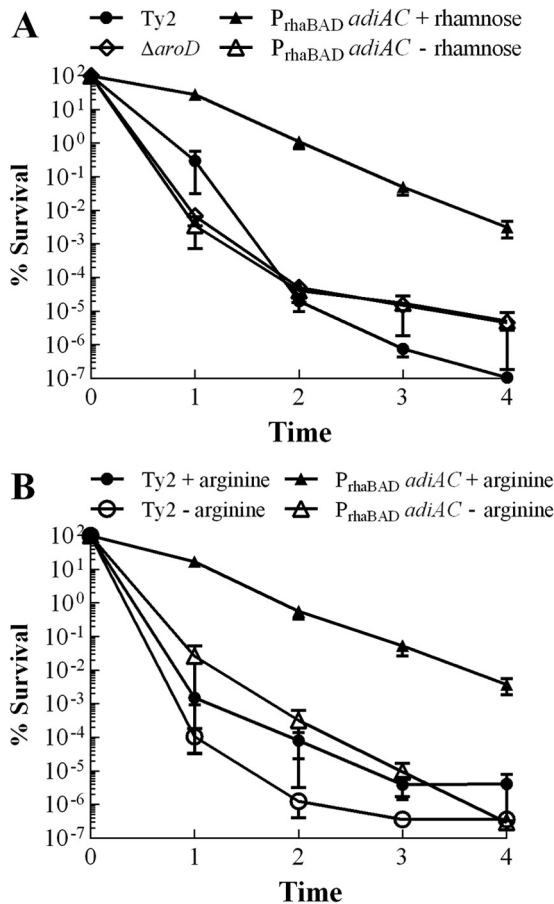 A
Ty2
PrhaBAD adiAC + rhamnose
ΔaroD
PrhaBAD adiAC - rhamnose
% Survival
10²
10¹
10⁰
10⁻¹
10⁻²
10⁻³
10⁻⁴
10⁻⁵
10⁻⁶
10⁻⁷
0 1 2 3 4
Time
B
Ty2 + arginine
PrhaBAD adiAC + arginine
Ty2 - arginine
PrhaBAD adiAC - arginine
% Survival
10²
10¹
10⁰
10⁻¹
10⁻²
10⁻³
10⁻⁴
10⁻⁵
10⁻⁶
10⁻⁷
0 1 2 3 4
Time